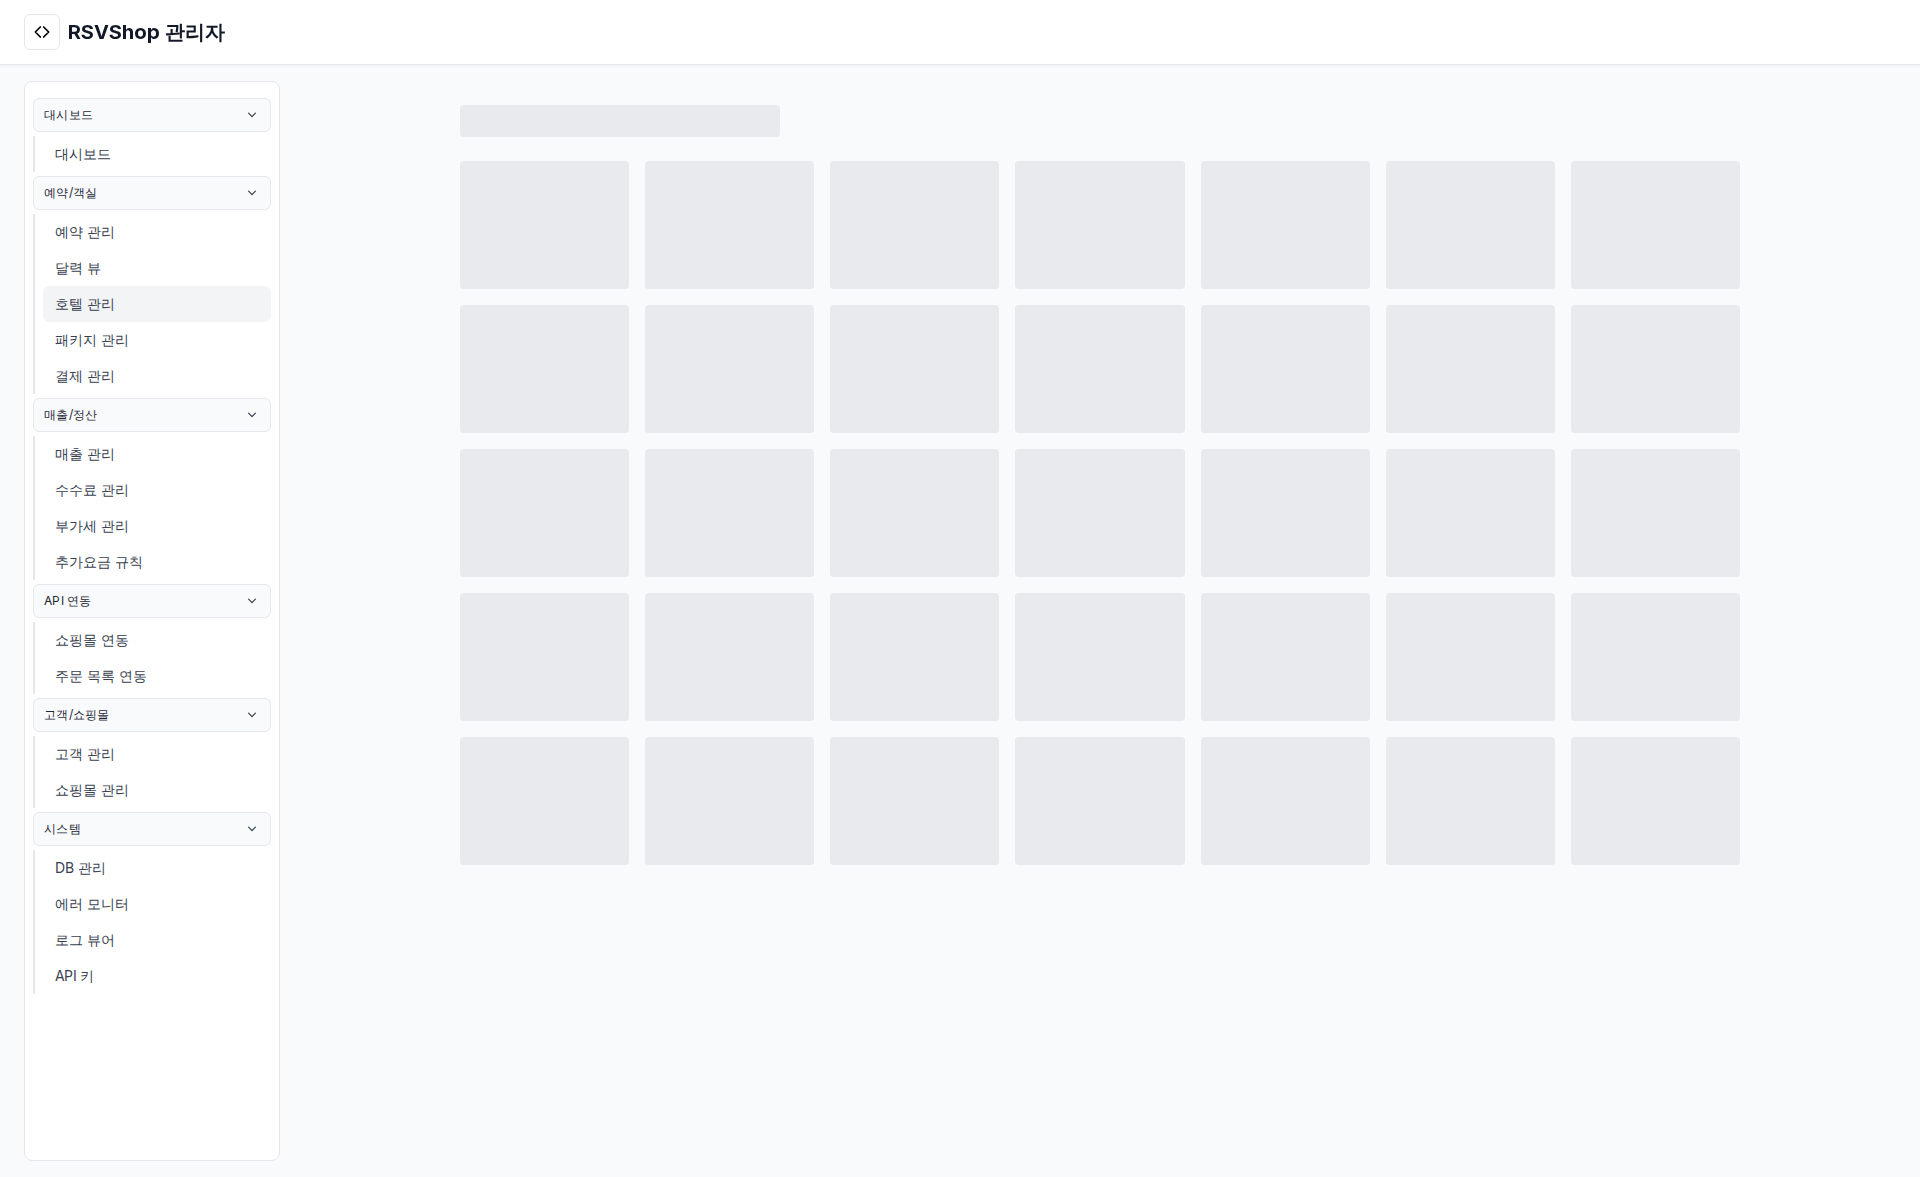 RSVShop 관리자
대시보드
대시보드
예약/객실
예약 관리
달력 뷰
호텔 관리
패키지 관리
결제 관리
매출/정산
매출 관리
수수료 관리
부가세 관리
추가요금 규칙
API 연동
쇼핑몰 연동
주문 목록 연동
고객/쇼핑몰
고객 관리
쇼핑몰 관리
시스템
DB 관리
에러 모니터
로그 뷰어
API 키